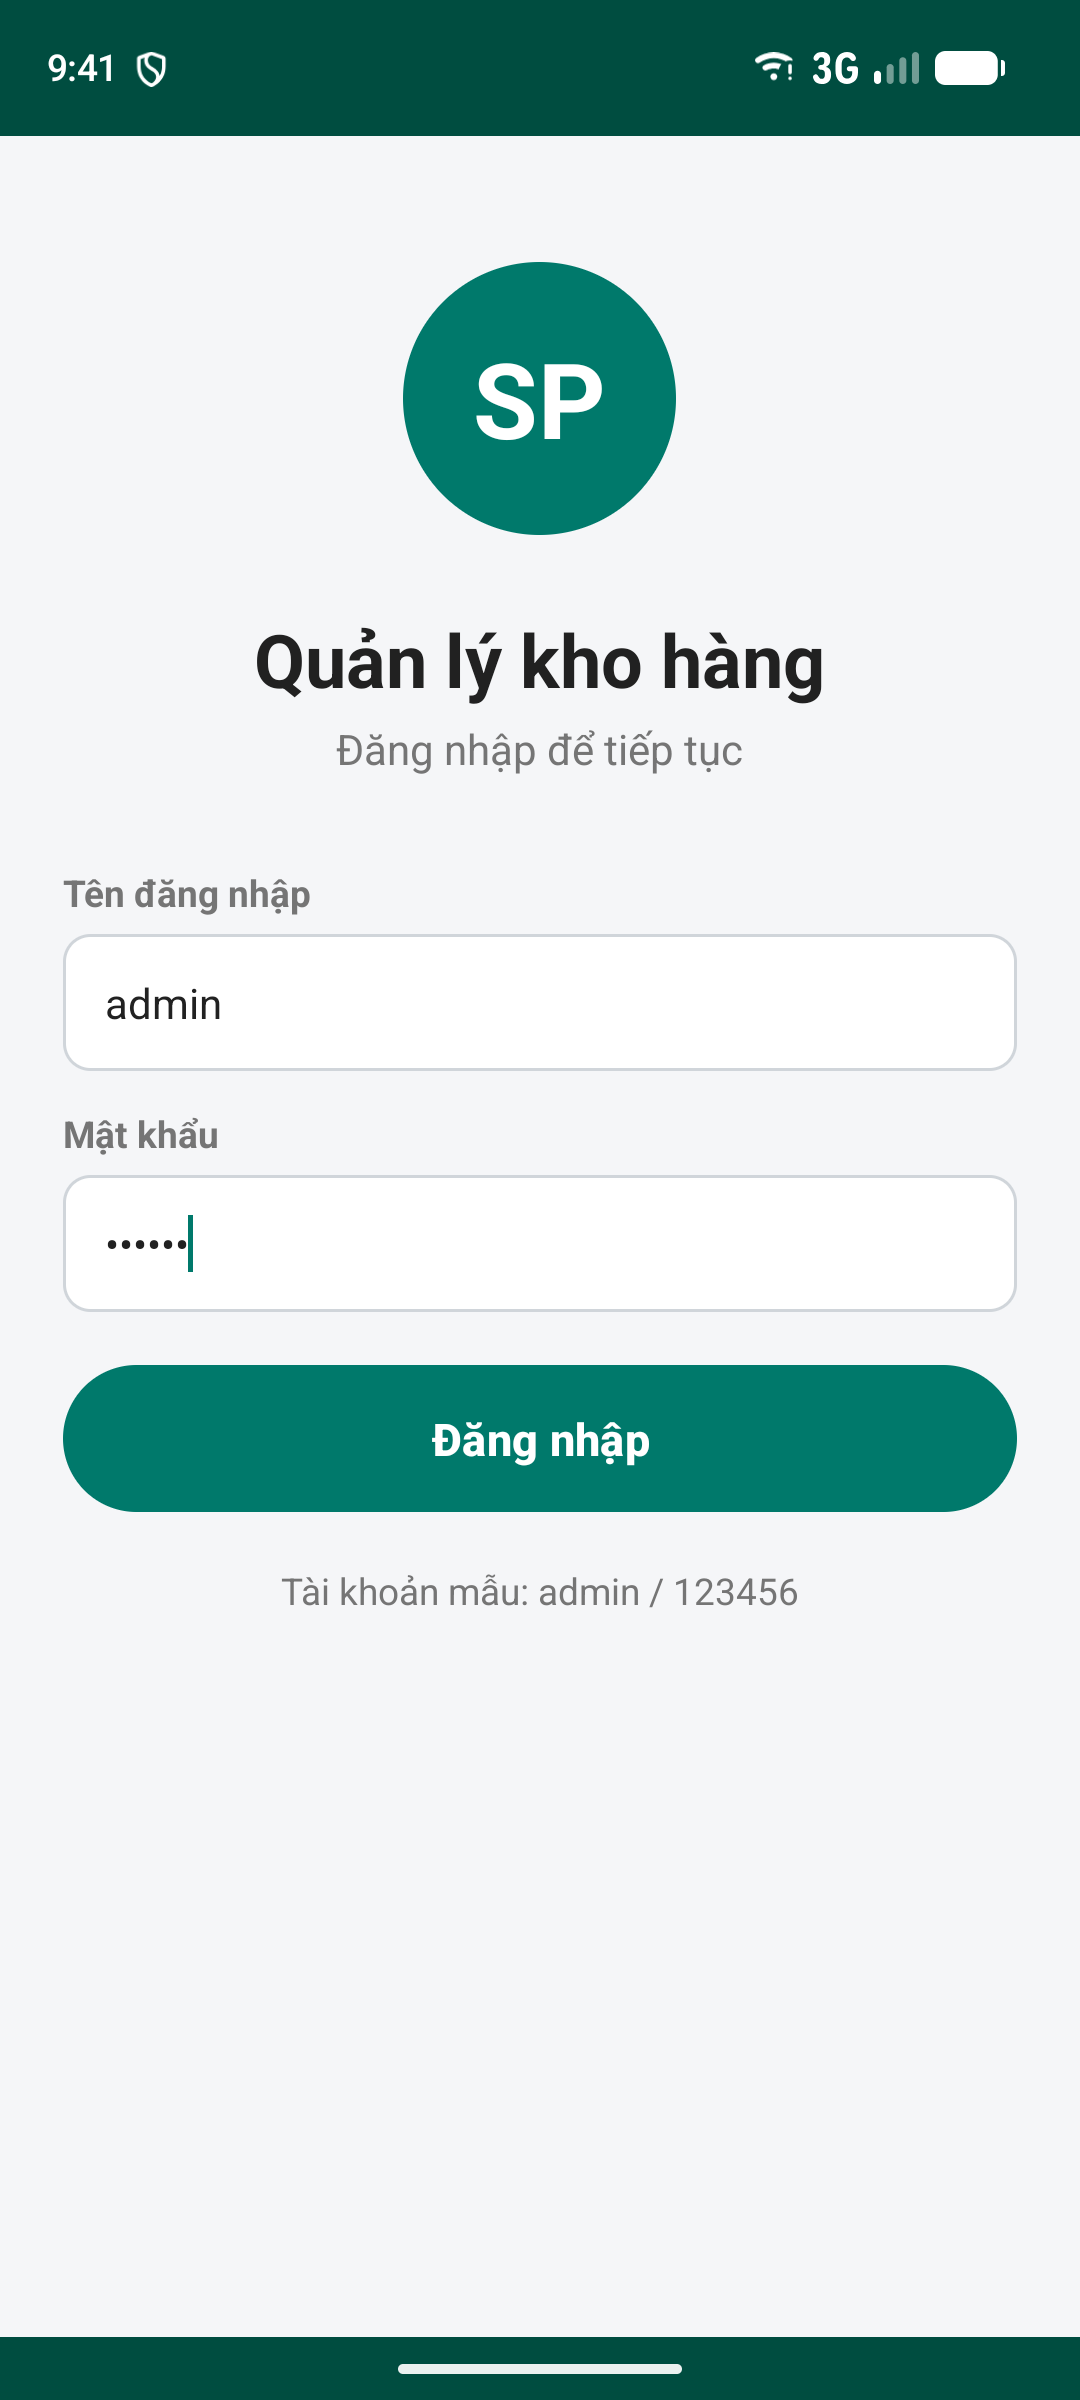 9:41
3G
SP
Quản lý kho hàng
Đăng nhập để tiếp tục
Tên đăng nhập
admin
Mật khẩu
••••••
Đăng nhập
Tài khoản mẫu: admin / 123456